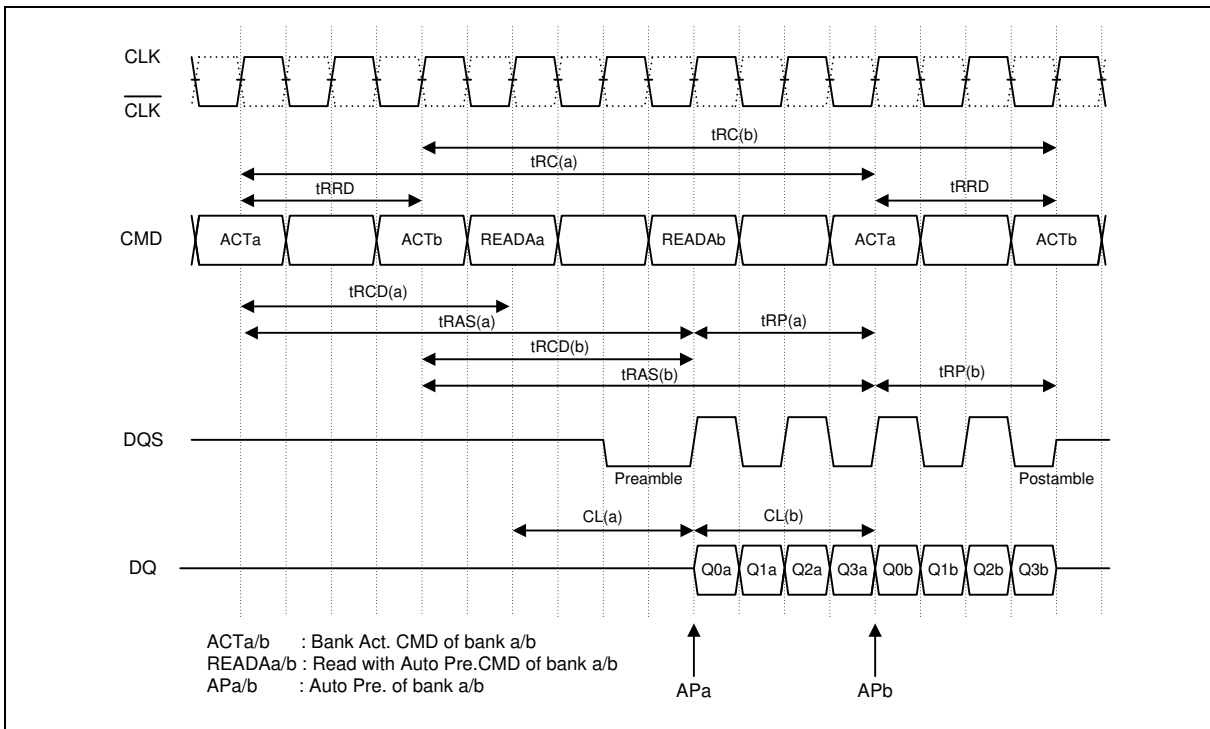 CLK
CLK
tRC(b)
tRC(a)
tRRD
tRRD
CMD
ACTa
ACTb
READAa
READAb
ACTa
ACTb
tRCD(a)
tRAS(a)
tRP(a)
tRCD(b)
tRAS(b)
tRP(b)
DQS
Preamble
Postamble
CL(a)
CL(b)
DQ
Q0a
Q1a
Q2a
Q3a
Q0b
Q1b
Q2b
Q3b
ACTa/b : Bank Act. CMD of bank a/b
READAa/b : Read with Auto Pre.CMD of bank a/b
APa/b : Auto Pre. of bank a/b
APa
APb